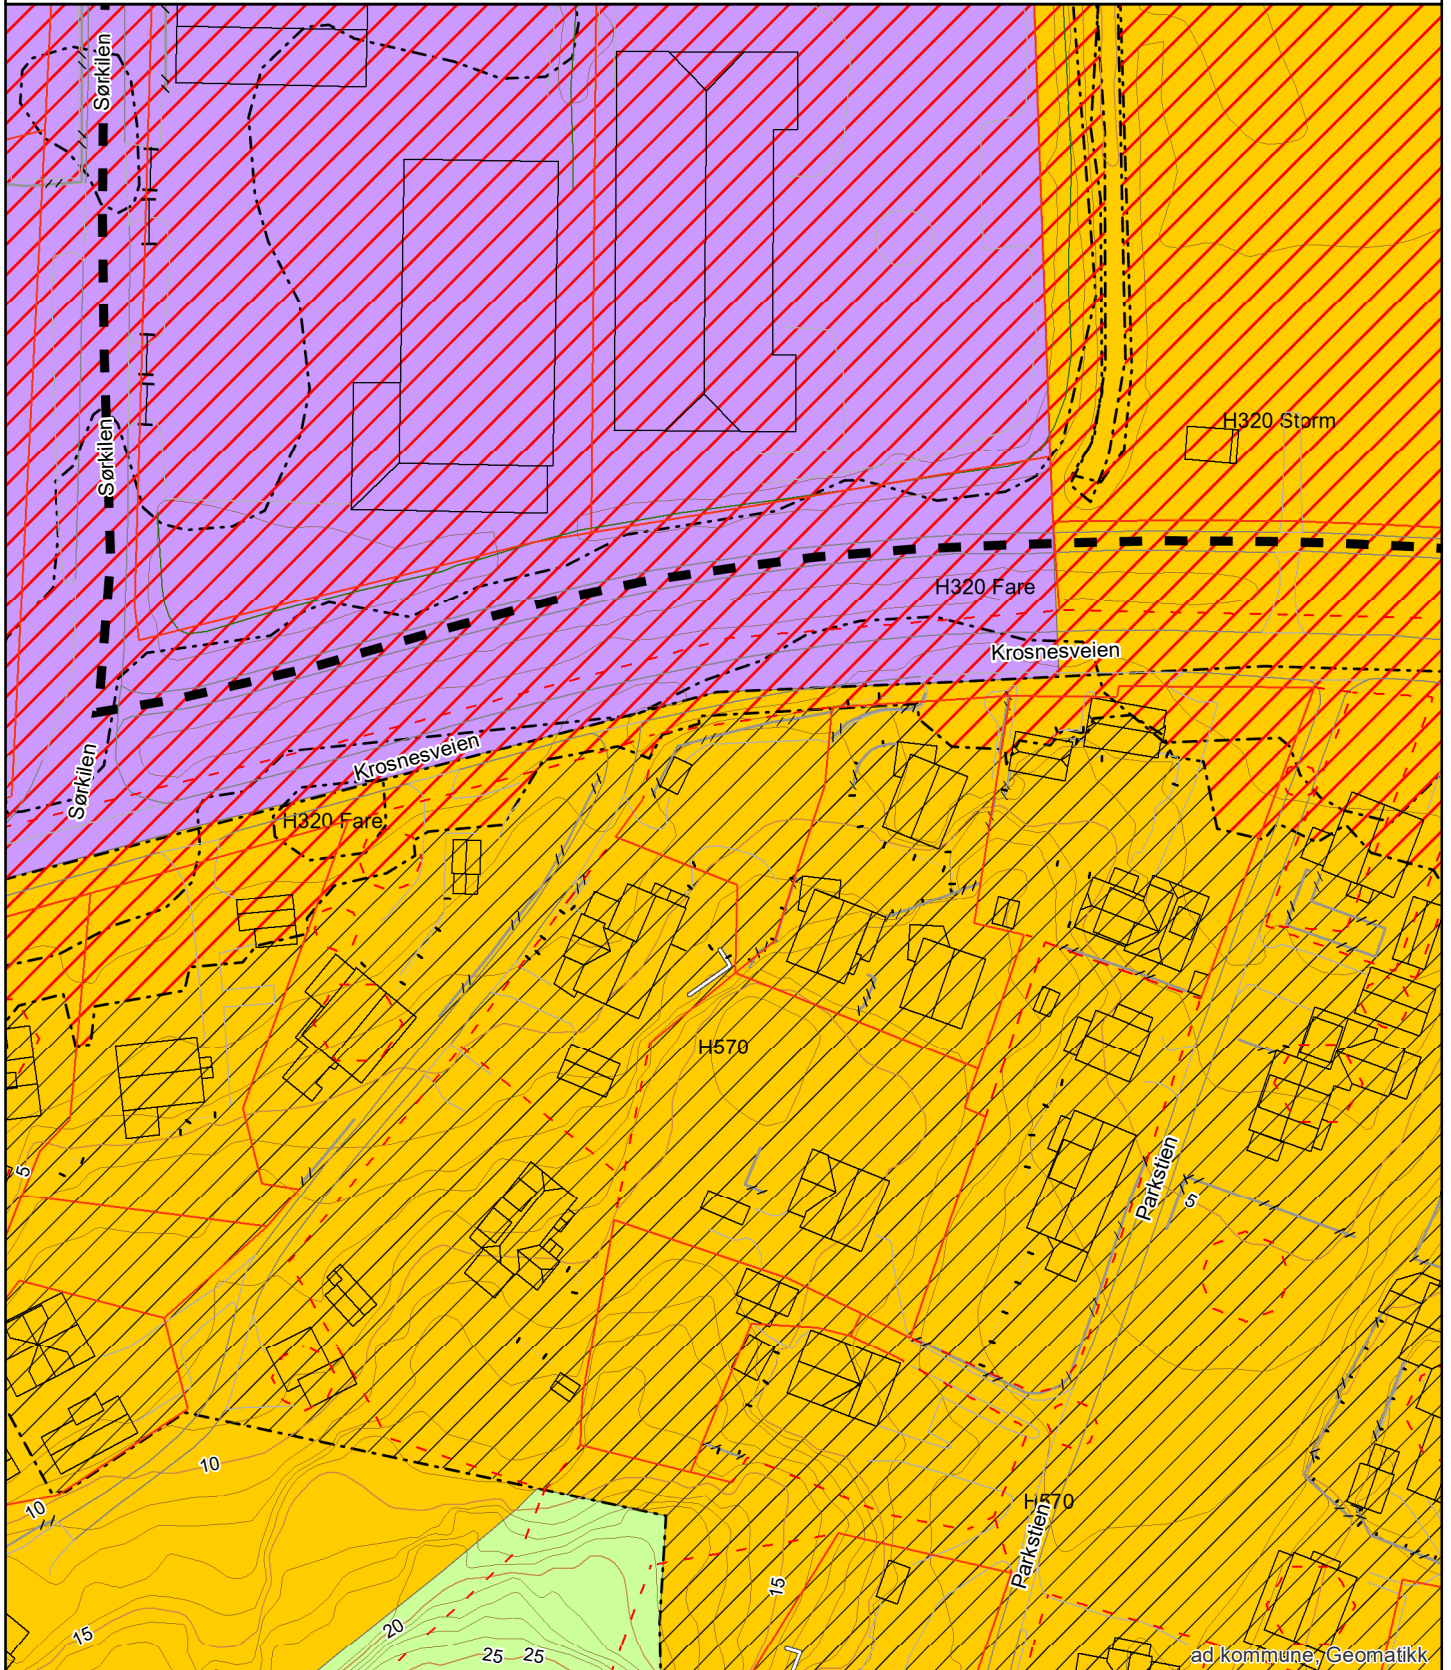 Sørkilen
H320 Storm
Sørkilen
H320 Fare
Krosnesveien
Krosnesveien
Sørkilen
H320 Fare
H570
5
Parkstien
5
10
10
H570
Parkstien
15
20
15
25 25
ad kommune, Geomatikk